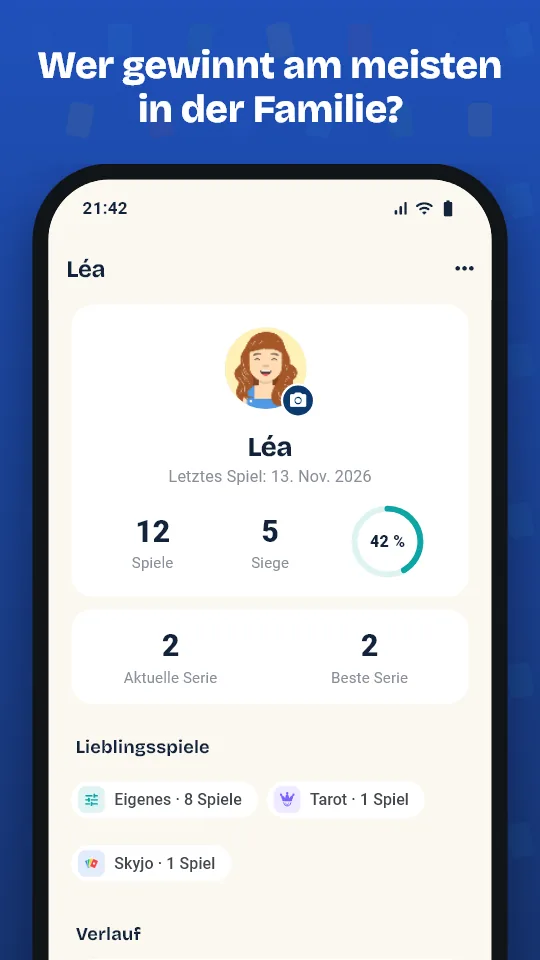 Wer gewinnt am meisten
in der Familie?
21:42
Léa
Léa
Letztes Spiel: 13. Nov. 2026
12
5
42 %
Spiele
Siege
2
2
Aktuelle Serie
Beste Serie
Lieblingsspiele
Eigenes · 8 Spiele
Tarot · 1 Spiel
Skyjo · 1 Spiel
Verlauf